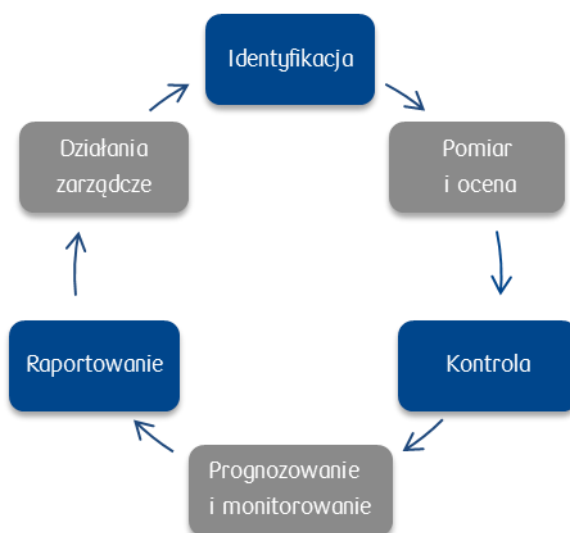 Identyfikacja
Pomiar
i ocena
Kontrola
Prognozowanie
i monitorowanie
Raportowanie
Działania
zarządcze